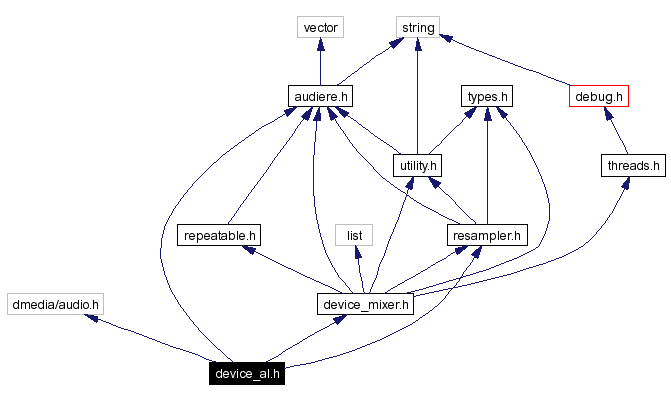 vector
string
audiere.h
types.h
debug.h
utility.h
threads.h
repeatable.h
list
resampler.h
dmedia/audio.h
device_mixer.h
device_al.h